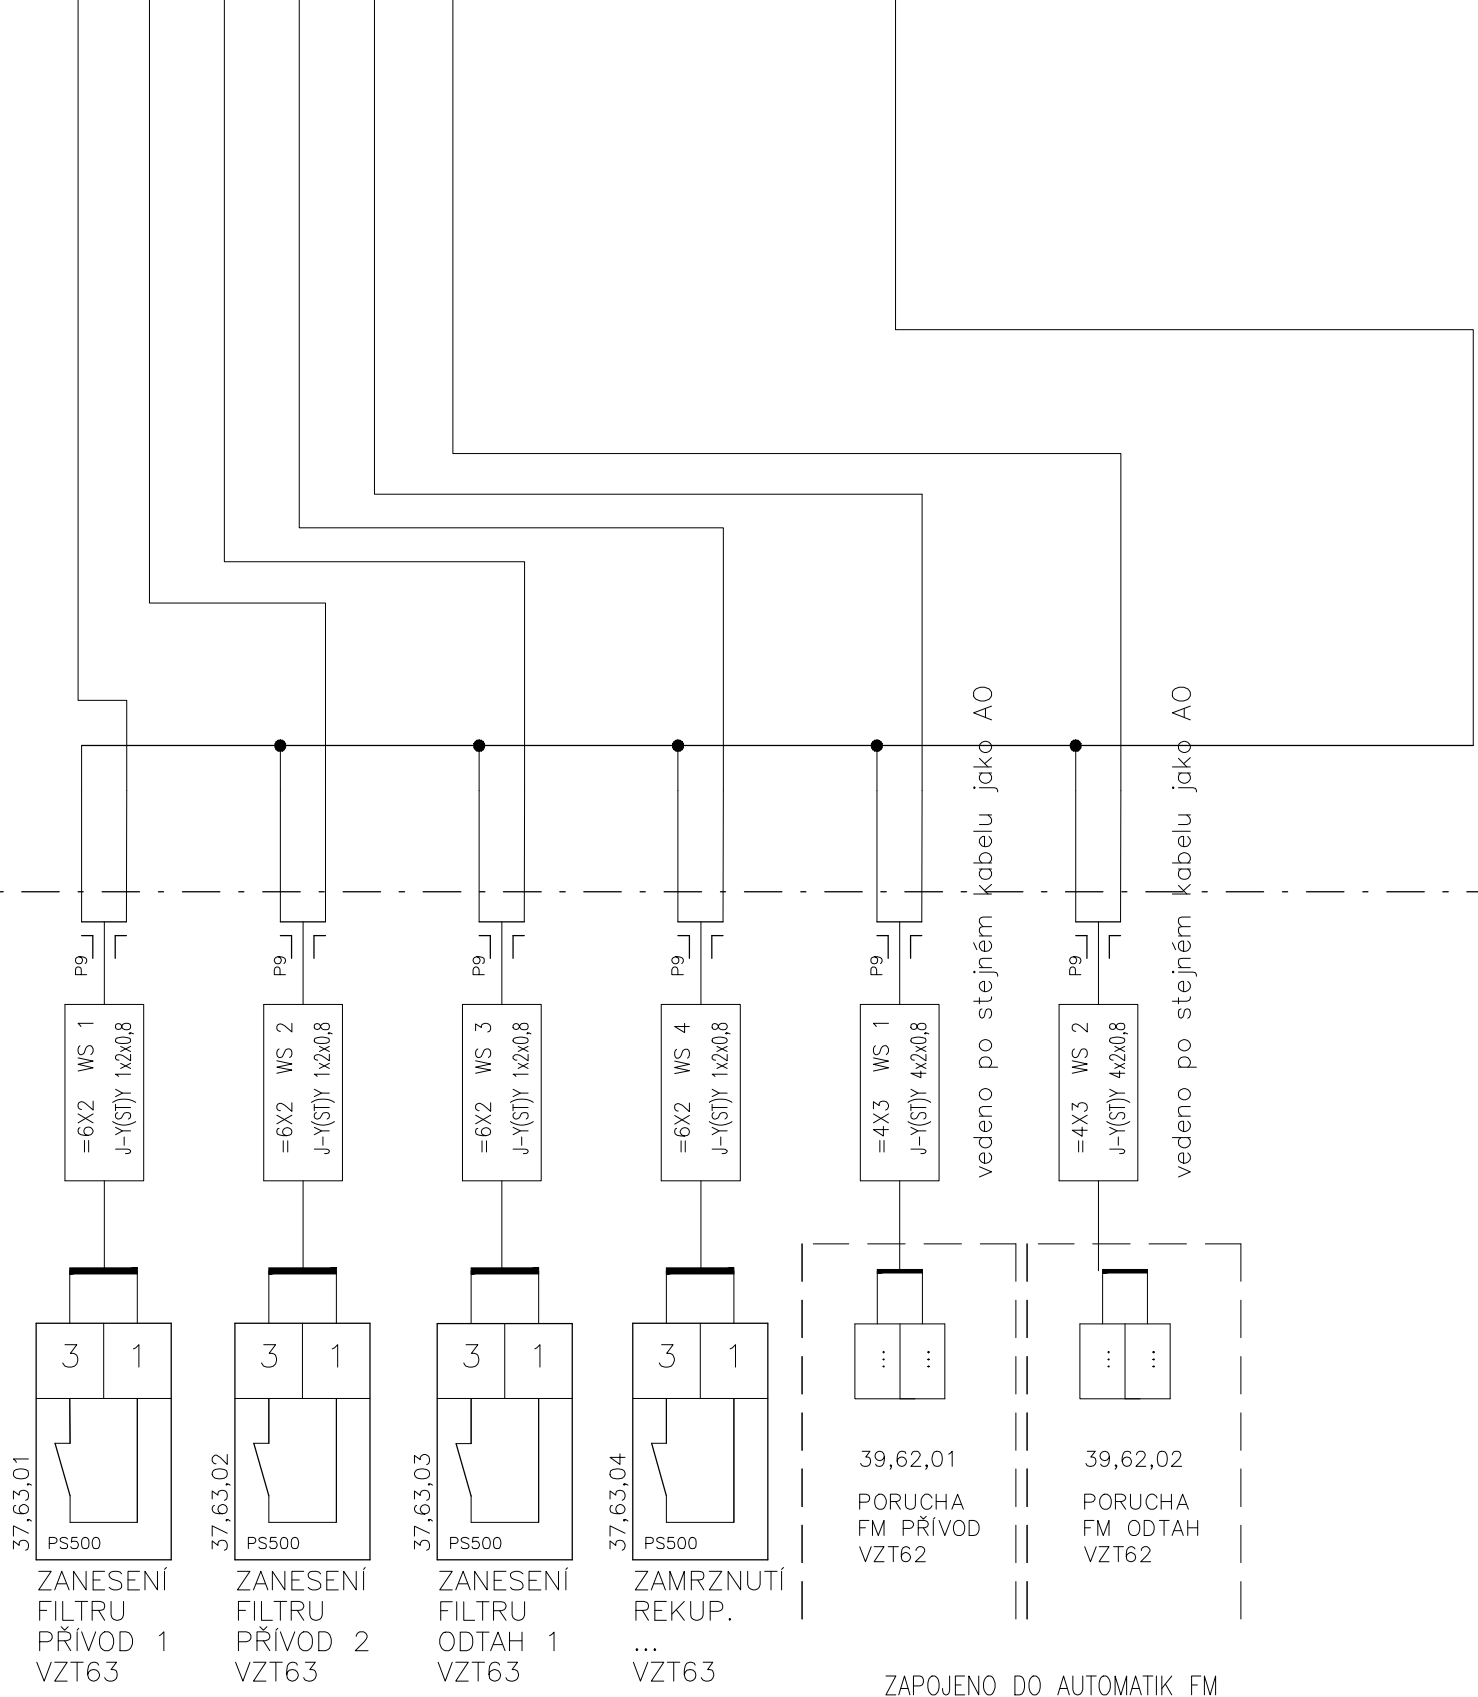 vedeno po stejném kabelu jako AO
vedeno po stejném kabelu jako AO
P9
P9
P9
P9
P9
P9
=6X2 WS 1
J-Y(ST)Y 1x2x0,8
=6X2 WS 2
J-Y(ST)Y 1x2x0,8
=6X2 WS 3
J-Y(ST)Y 1x2x0,8
=6X2 WS 4
J-Y(ST)Y 1x2x0,8
=4X3 WS 1
J-Y(ST)Y 4x2x0,8
=4X3 WS 2
J-Y(ST)Y 4x2x0,8
3 1
3 1
3 1
3 1
... ...
... ...
37,63,01
PS500
ZANESENÍ
FILTRU
PŘÍVOD 1
VZT63
37,63,02
PS500
ZANESENÍ
FILTRU
PŘÍVOD 2
VZT63
37,63,03
PS500
ZANESENÍ
FILTRU
ODTAH 1
VZT63
37,63,04
PS500
ZAMRZNUTÍ
REKUP.
...
VZT63
39,62,01
PORUCHA
FM PŘÍVOD
VZT62
39,62,02
PORUCHA
FM ODTAH
VZT62
ZAPOJENO DO AUTOMATIK FM